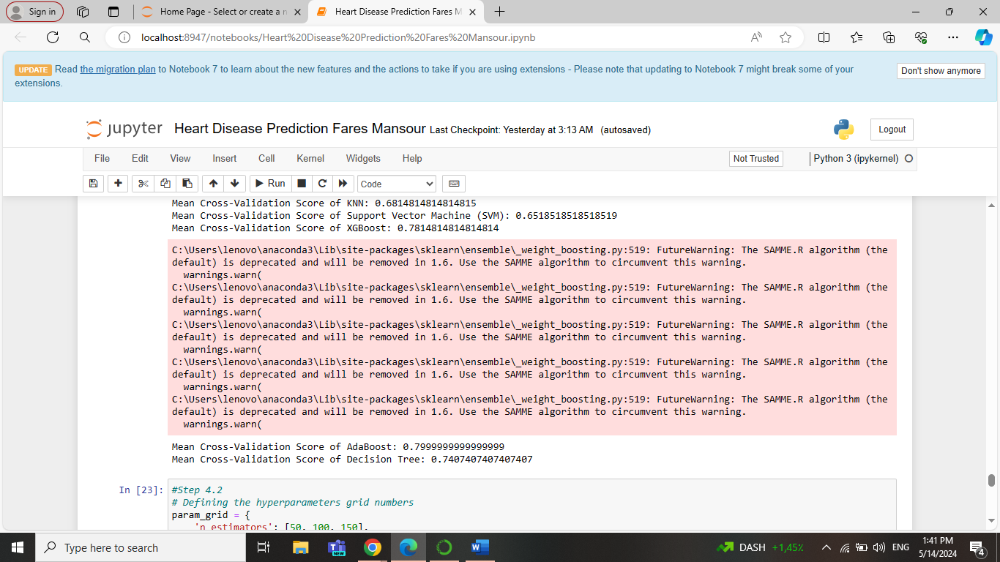 Sign in
Home Page - Select or create a n
Heart Disease Prediction Fares M
localhost:8947/notebooks/Heart%20Disease%20Prediction%20Fares%20Mansour.ipynb
UPDATE Read the migration plan to Notebook 7 to learn about the new features and the actions to take if you are using extensions - Please note that updating to Notebook 7 might break some of your
extensions.
Don't show anymore
jupyter Heart Disease Prediction Fares Mansour Last Checkpoint: Yesterday at 3:13 AM (autosaved)
Logout
File Edit View Insert Cell Kernel Widgets Help
Not Trusted
Python 3 (ipykernel)
Run
Code
Mean Cross-Validation Score of KNN: 0.6814814814814815
Mean Cross-Validation Score of Support Vector Machine (SVM): 0.6518518518518519
Mean Cross-Validation Score of XGBoost: 0.7814814814814814
C:\Users\lenovo\anaconda3\Lib\site-packages\sklearn\ensemble\_weight_boosting.py:519: FutureWarning: The SAMME.R algorithm (the
default) is deprecated and will be removed in 1.6. Use the SAMME algorithm to circumvent this warning.
  warnings.warn(
C:\Users\lenovo\anaconda3\Lib\site-packages\sklearn\ensemble\_weight_boosting.py:519: FutureWarning: The SAMME.R algorithm (the
default) is deprecated and will be removed in 1.6. Use the SAMME algorithm to circumvent this warning.
  warnings.warn(
C:\Users\lenovo\anaconda3\Lib\site-packages\sklearn\ensemble\_weight_boosting.py:519: FutureWarning: The SAMME.R algorithm (the
default) is deprecated and will be removed in 1.6. Use the SAMME algorithm to circumvent this warning.
  warnings.warn(
C:\Users\lenovo\anaconda3\Lib\site-packages\sklearn\ensemble\_weight_boosting.py:519: FutureWarning: The SAMME.R algorithm (the
default) is deprecated and will be removed in 1.6. Use the SAMME algorithm to circumvent this warning.
  warnings.warn(
C:\Users\lenovo\anaconda3\Lib\site-packages\sklearn\ensemble\_weight_boosting.py:519: FutureWarning: The SAMME.R algorithm (the
default) is deprecated and will be removed in 1.6. Use the SAMME algorithm to circumvent this warning.
  warnings.warn(
Mean Cross-Validation Score of AdaBoost: 0.7999999999999999
Mean Cross-Validation Score of Decision Tree: 0.7407407407407407
In [23]: #Step 4.2
# Defining the hyperparameters grid numbers
param_grid = {
    'n_estimators': [50, 100, 150],
Type here to search
NEW
DASH +1,45%
ENG
1:41 PM
5/14/2024
4